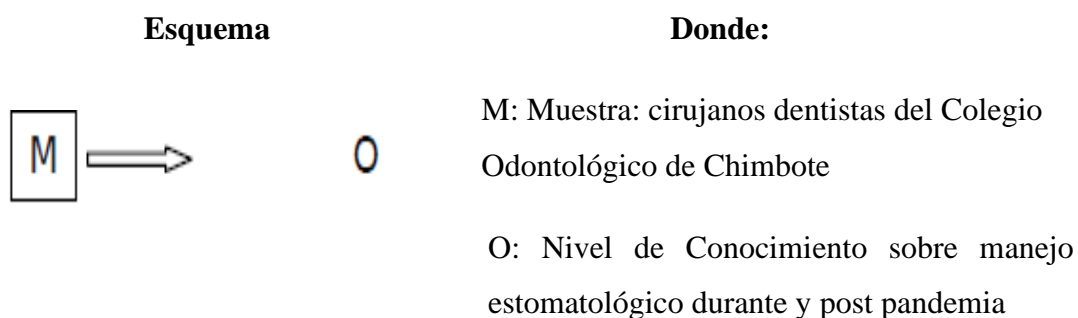 Esquema
Donde:
M
O
M: Muestra: cirujanos dentistas del Colegio
Odontológico de Chimbote
O: Nivel de Conocimiento sobre manejo
estomatológico durante y post pandemia